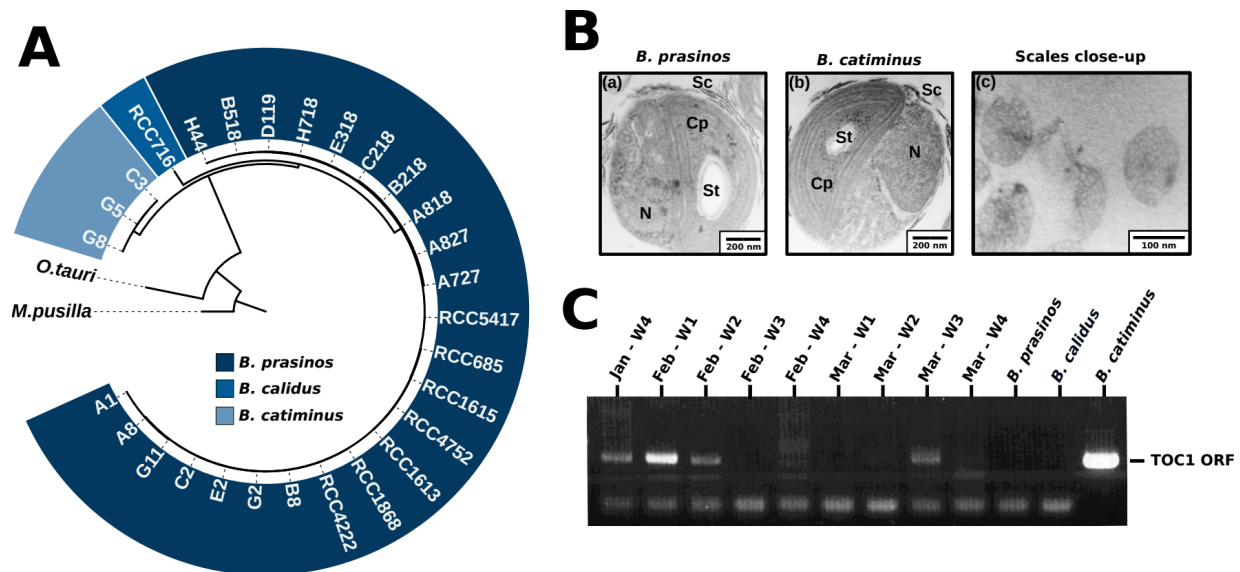 A
H44
B518
D119
H718
E318
C218
B218
A818
A827
A727
RCC5417
RCC685
RCC1615
RCC4752
RCC1613
RCC1868
RCC4222
B8
G2
E2
C2
G11
A8
A1
RCC716
C3
G5
G8
O.tauri
M.pusilla
B. prasinos
B. calidus
B. catiminus
B
B. prasinos
B. catiminus
Scales close-up
(a)
Sc
Cp
St
N
200 nm
(b)
Sc
St
N
Cp
200 nm
(c)
100 nm
C
Jan - W4
Feb - W1
Feb - W2
Feb - W3
Feb - W4
Mar - W1
Mar - W2
Mar - W3
Mar - W4
B. prasinos
B. calidus
B. catiminus
TOC1 ORF